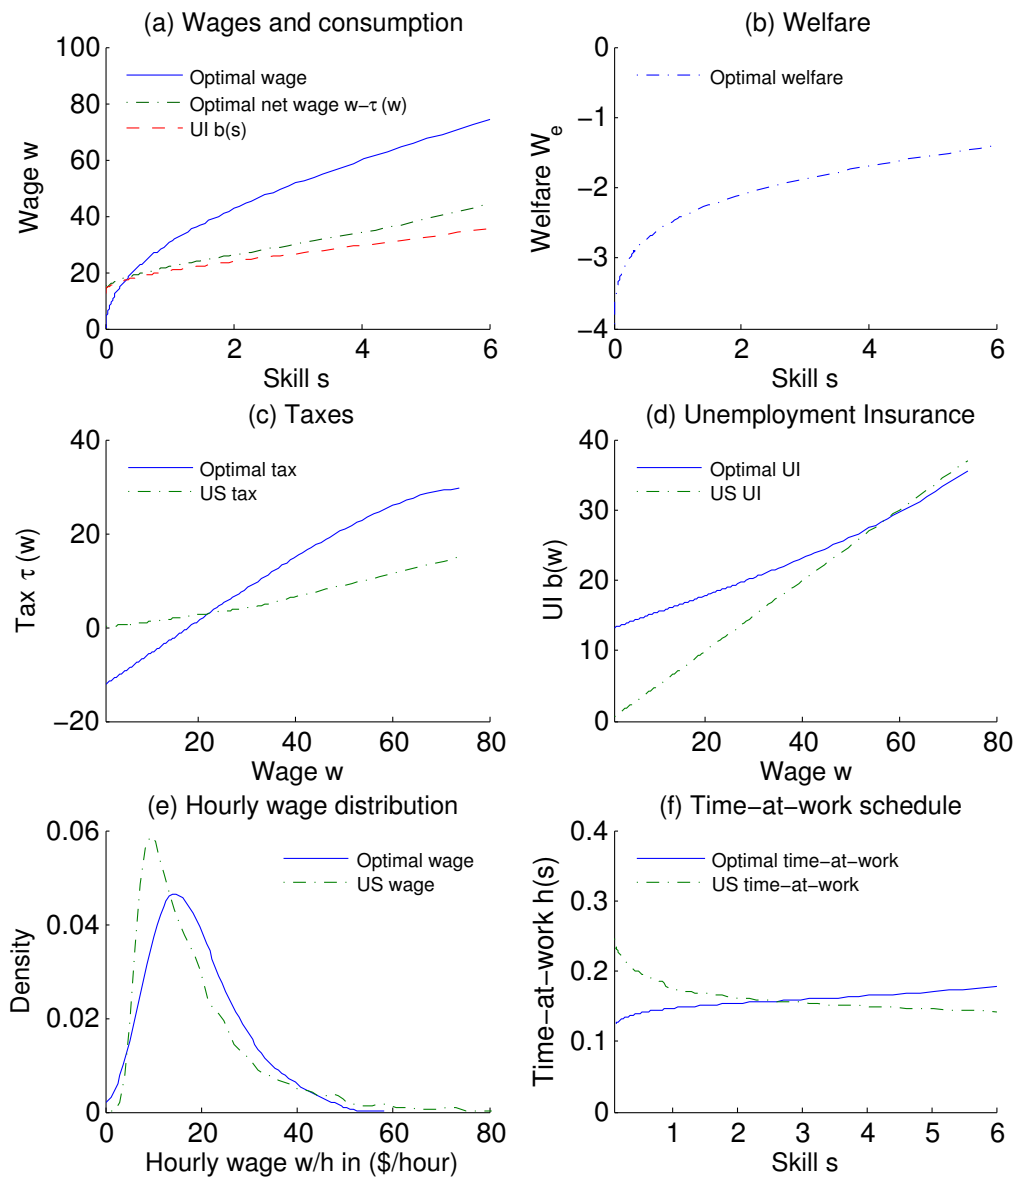 (a) Wages and consumption
100
80
60
40
20
0
0 2 4 6
Wage w
Skill s
Optimal wage
Optimal net wage w−τ (w)
UI b(s)
(b) Welfare
0
−1
−2
−3
−4
0 2 4 6
Welfare W_e
Skill s
Optimal welfare
(c) Taxes
40
20
0
−20
20 40 60 80
Tax τ (w)
Wage w
Optimal tax
US tax
(d) Unemployment Insurance
40
30
20
10
0
20 40 60 80
UI b(w)
Wage w
Optimal UI
US UI
(e) Hourly wage distribution
0.06
0.04
0.02
0
0 20 40 60 80
Density
Hourly wage w/h in ($/hour)
Optimal wage
US wage
(f) Time−at−work schedule
0.4
0.3
0.2
0.1
0
1 2 3 4 5 6
Time−at−work h(s)
Skill s
Optimal time−at−work
US time−at−work